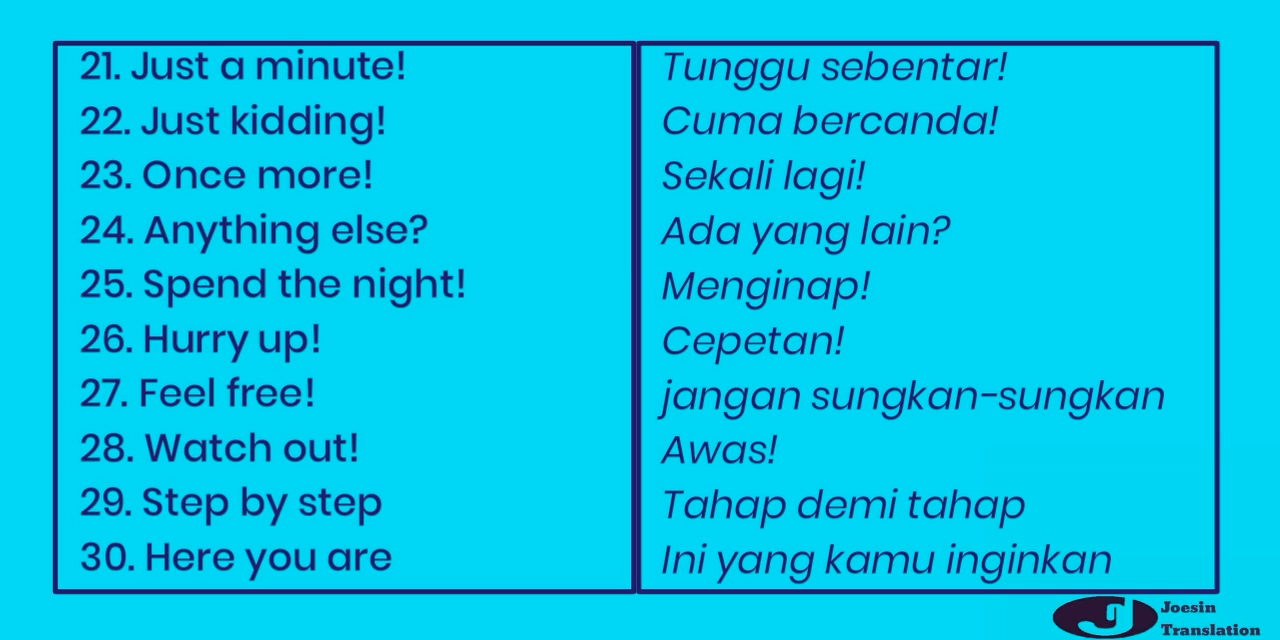 21. Just a minute!
Tunggu sebentar!
22. Just kidding!
Cuma bercanda!
23. Once more!
Sekali lagi!
24. Anything else?
Ada yang lain?
25. Spend the night!
Menginap!
26. Hurry up!
Cepetan!
27. Feel free!
jangan sungkan-sungkan
28. Watch out!
Awas!
29. Step by step
Tahap demi tahap
30. Here you are
Ini yang kamu inginkan
Joesin
Translation